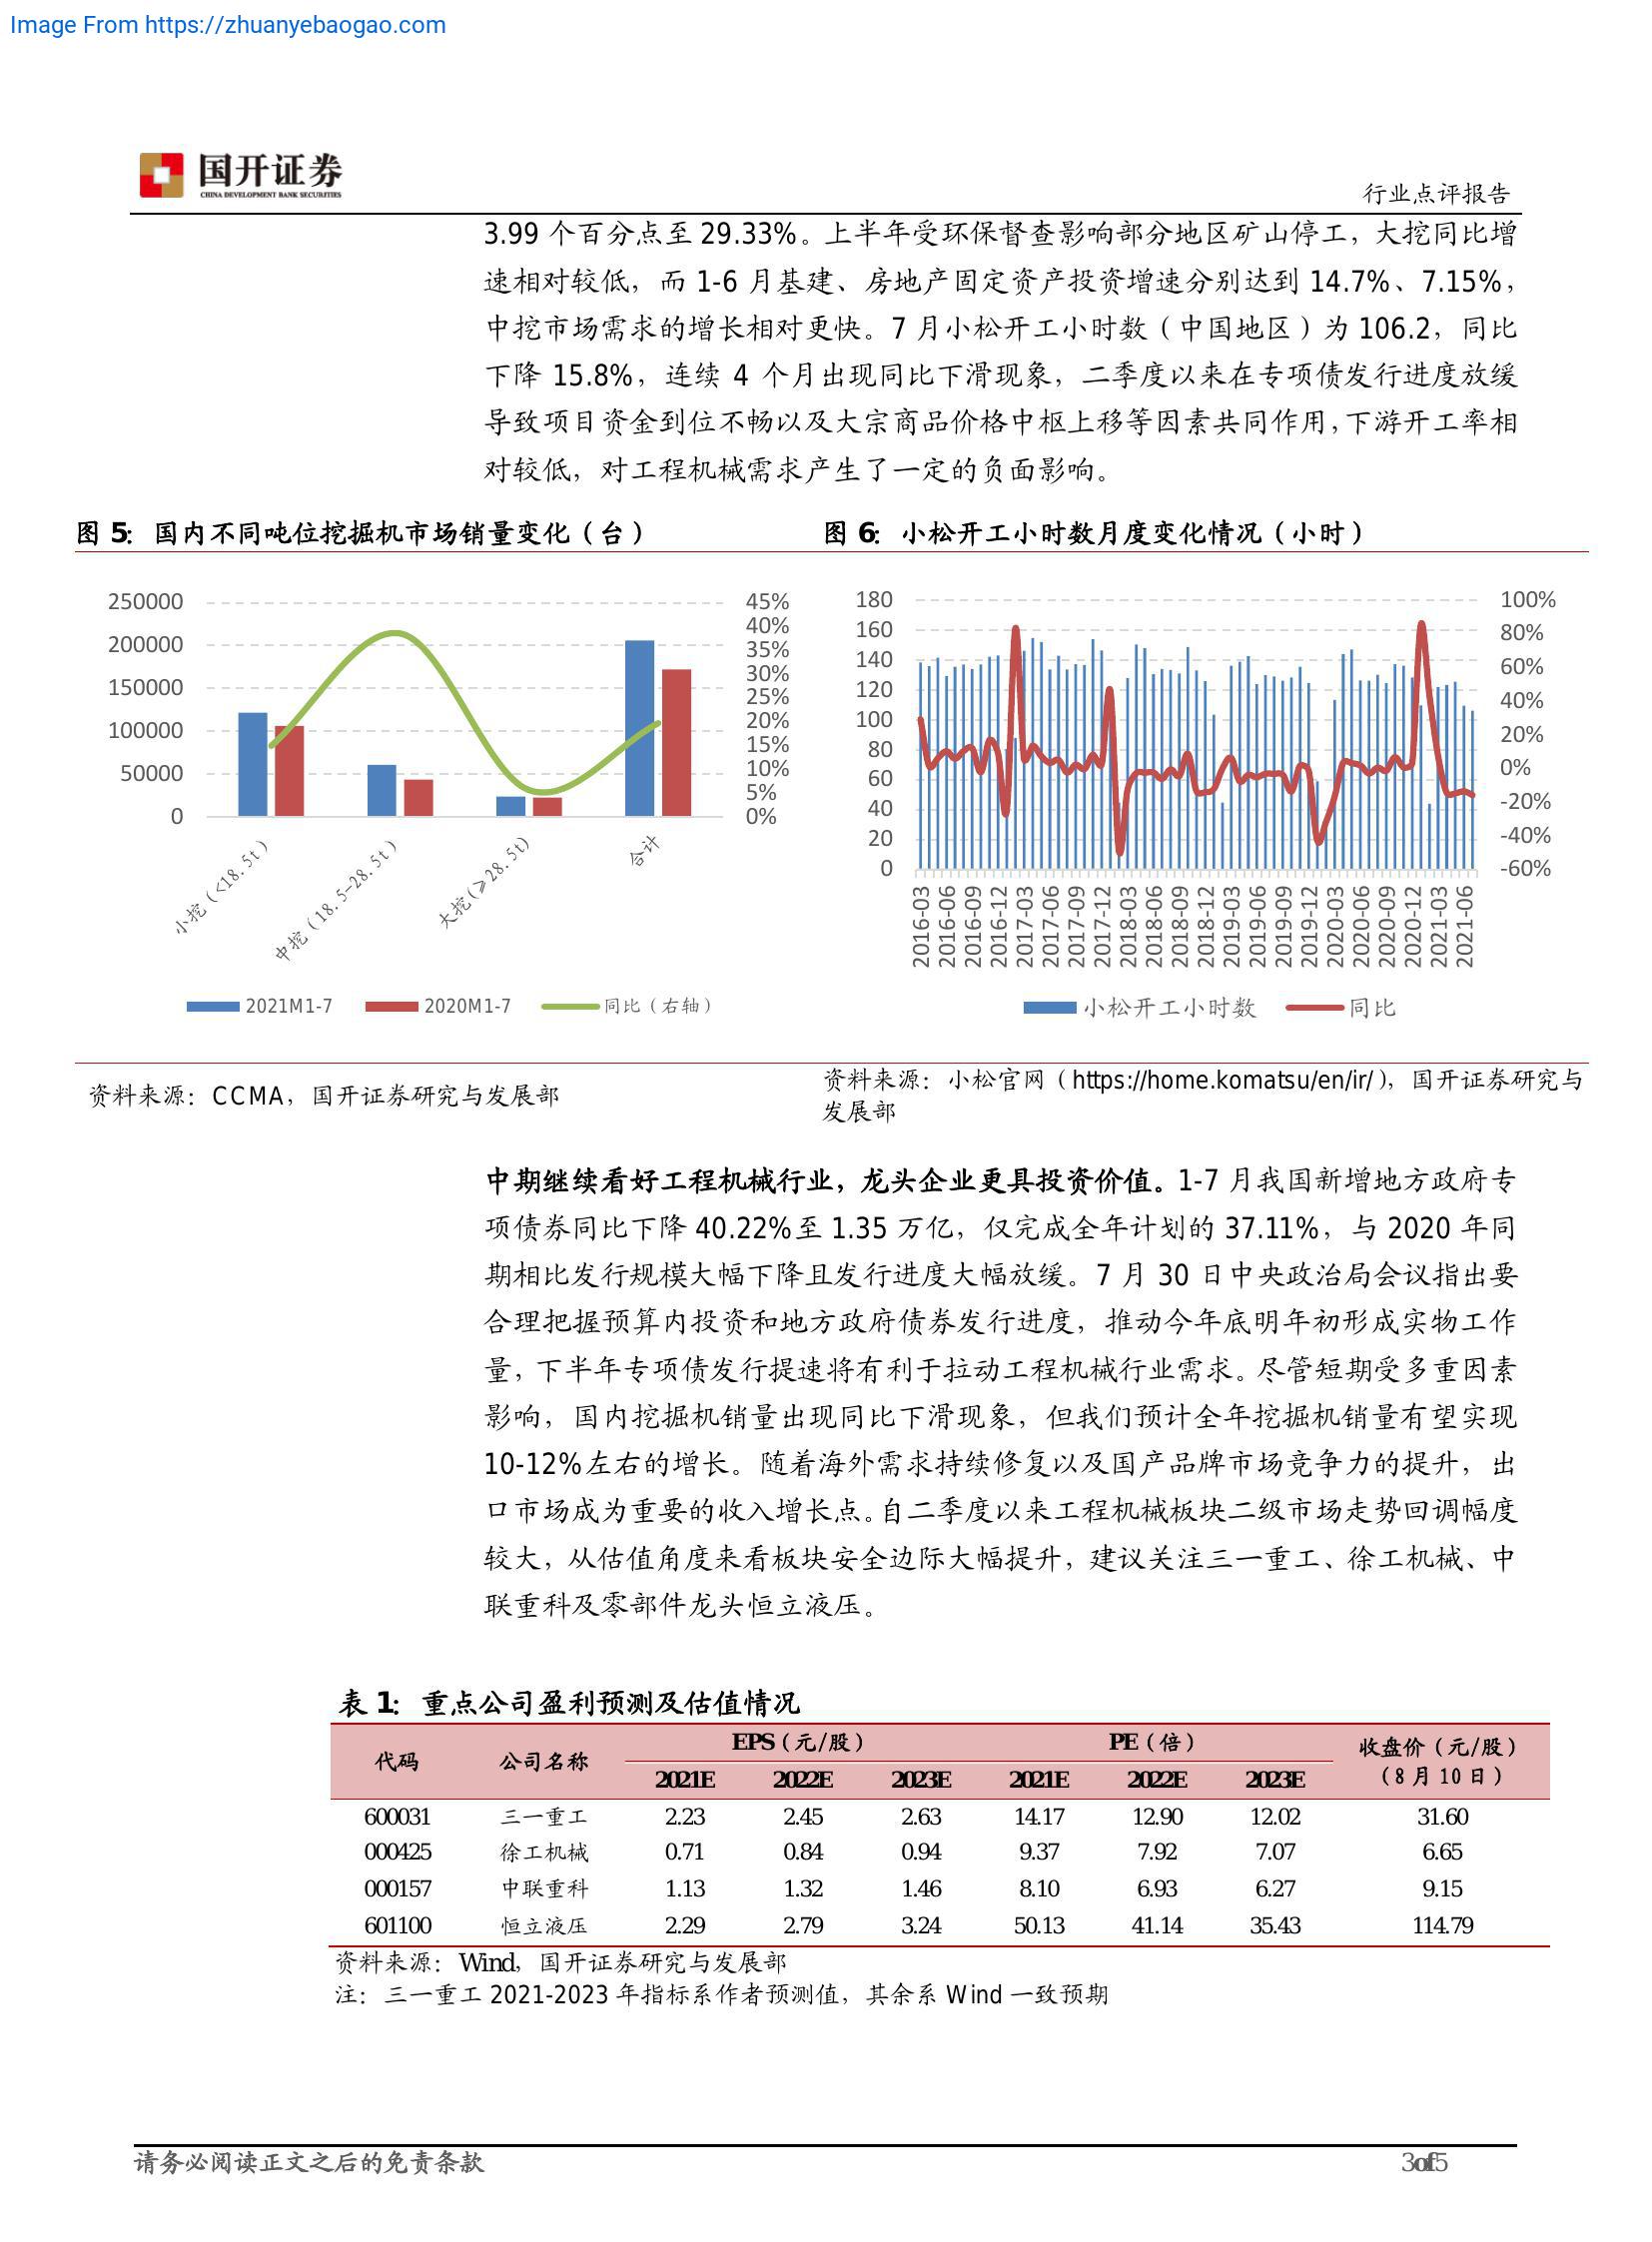 Image From https://zhuanyebaogao.com
国开证券
CHINA DEVELOPMENT BANK SECURITIES
行业点评报告
3.99 个百分点至 29.33%。上半年受环保督查影响部分地区矿山停工，大挖同比增
速相对较低，而 1-6 月基建、房地产固定资产投资增速分别达到 14.7%、7.15%，
中挖市场需求的增长相对更快。7 月小松开工小时数（中国地区）为 106.2，同比
下降 15.8%，连续 4 个月出现同比下滑现象，二季度以来在专项债发行进度放缓
导致项目资金到位不畅以及大宗商品价格中枢上移等因素共同作用，下游开工率相
对较低，对工程机械需求产生了一定的负面影响。
图 5：国内不同吨位挖掘机市场销量变化（台）
250000
200000
150000
100000
50000
0
45%
40%
35%
30%
25%
20%
15%
10%
5%
0%
小挖（<18.5t）
中挖（18.5-28.5t）
大挖（≥28.5t）
合计
2021M1-7 2020M1-7 同比（右轴）
资料来源：CCMA，国开证券研究与发展部
图 6：小松开工小时数月度变化情况（小时）
180
160
140
120
100
80
60
40
20
0
100%
80%
60%
40%
20%
0%
-20%
-40%
-60%
2016-03
2016-06
2016-09
2016-12
2017-03
2017-06
2017-09
2017-12
2018-03
2018-06
2018-09
2018-12
2019-03
2019-06
2019-09
2019-12
2020-03
2020-06
2020-09
2020-12
2021-03
2021-06
小松开工小时数 同比
资料来源：小松官网（https://home.komatsu/en/ir/），国开证券研究与
发展部
中期继续看好工程机械行业，龙头企业更具投资价值。1-7 月我国新增地方政府专
项债券同比下降 40.22%至 1.35 万亿，仅完成全年计划的 37.11%，与 2020 年同
期相比发行规模大幅下降且发行进度大幅放缓。7 月 30 日中央政治局会议指出要
合理把握预算内投资和地方政府债券发行进度，推动今年底明年初形成实物工作
量，下半年专项债发行提速将有利于拉动工程机械行业需求。尽管短期受多重因素
影响，国内挖掘机销量出现同比下滑现象，但我们预计全年挖掘机销量有望实现
10-12%左右的增长。随着海外需求持续修复以及国产品牌市场竞争力的提升，出
口市场成为重要的收入增长点。自二季度以来工程机械板块二级市场走势回调幅度
较大，从估值角度来看板块安全边际大幅提升，建议关注三一重工、徐工机械、中
联重科及零部件龙头恒立液压。
表 1：重点公司盈利预测及估值情况
代码 公司名称 EPS（元/股） PE（倍） 收盘价（元/股）
（8 月 10 日）
2021E 2022E 2023E 2021E 2022E 2023E
600031 三一重工 2.23 2.45 2.63 14.17 12.90 12.02 31.60
000425 徐工机械 0.71 0.84 0.94 9.37 7.92 7.07 6.65
000157 中联重科 1.13 1.32 1.46 8.10 6.93 6.27 9.15
601100 恒立液压 2.29 2.79 3.24 50.13 41.14 35.43 114.79
资料来源：Wind，国开证券研究与发展部
注：三一重工 2021-2023 年指标系作者预测值，其余系 Wind 一致预期
请务必阅读正文之后的免责条款
3of5